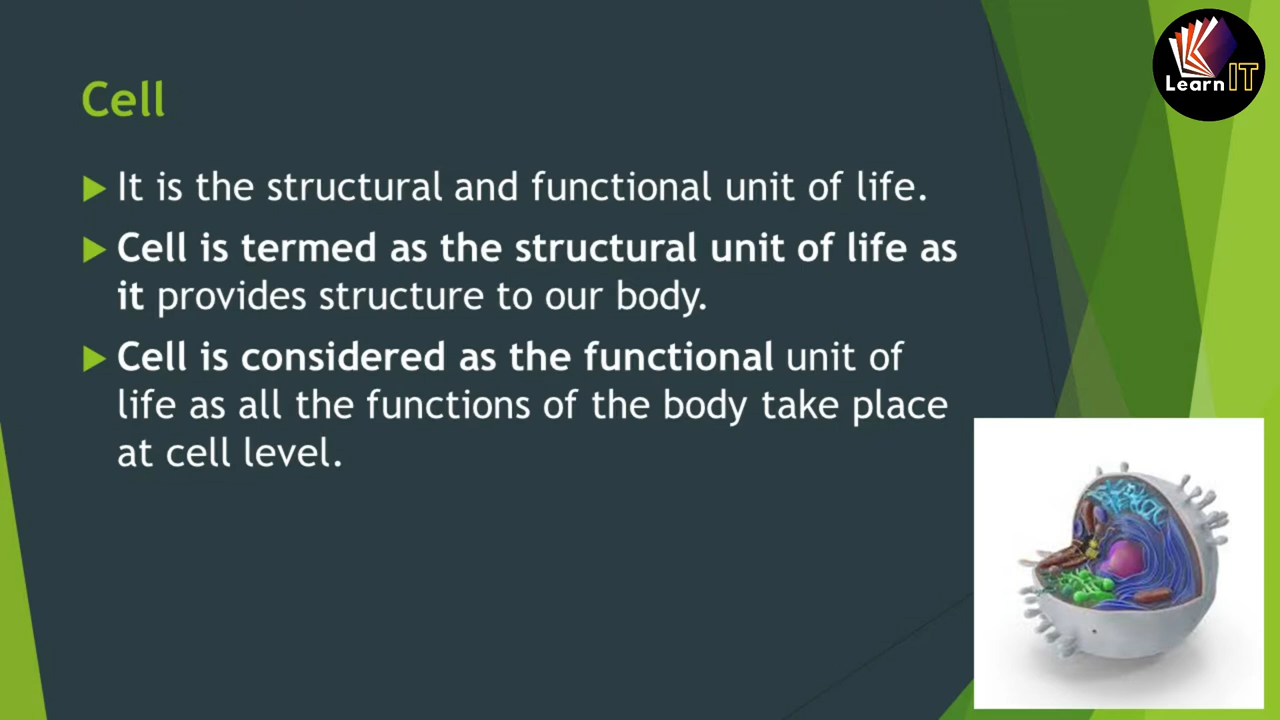 Learn IT
Cell
It is the structural and functional unit of life.
Cell is termed as the structural unit of life as
it provides structure to our body.
Cell is considered as the functional unit of
life as all the functions of the body take place
at cell level.